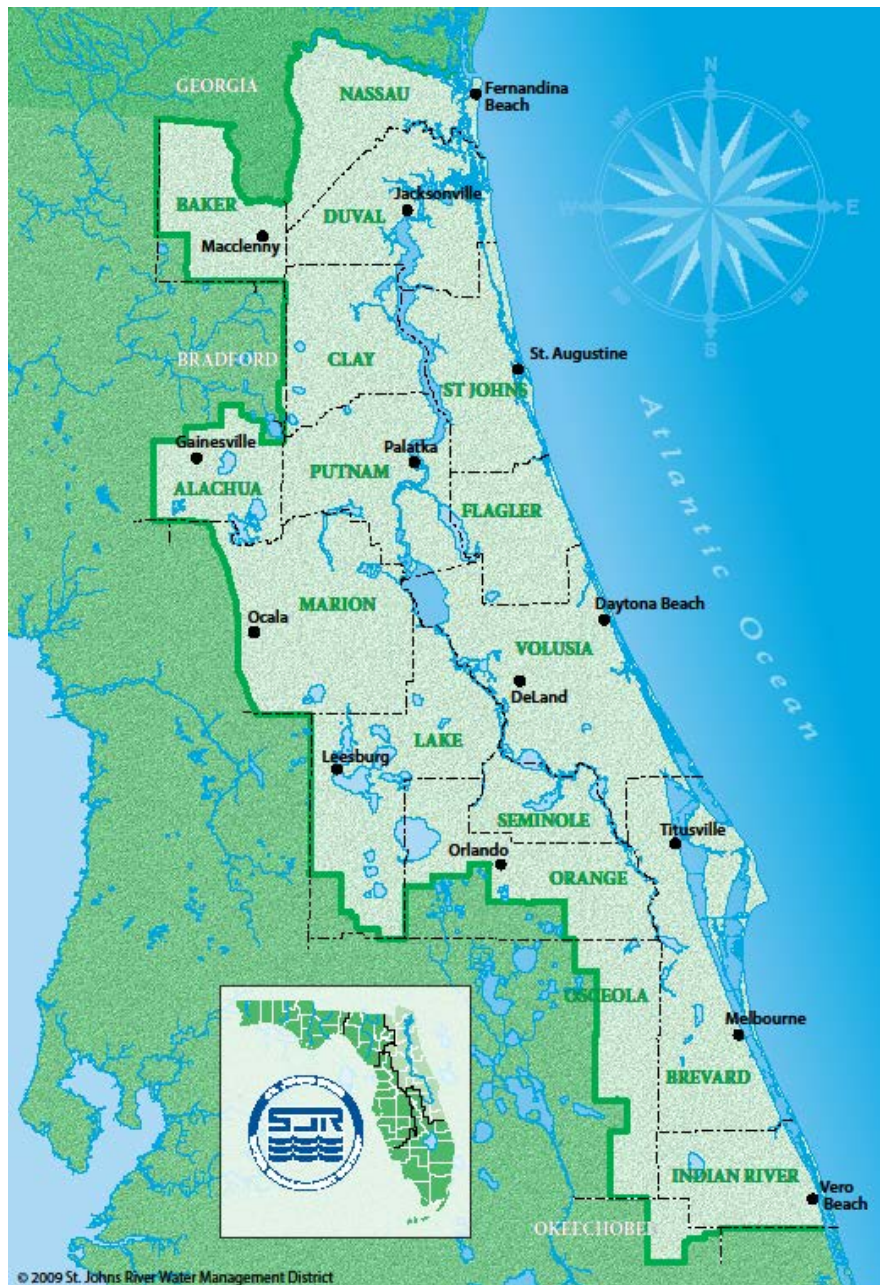 GEORGIA
NASSAU
Fernandina
Beach
N
NW
NE
BAKER
Jacksonville
DUVAL
W
E
Macclenny
S
BRADFORD
CLAY
St. Augustine
ST JOHNS
Atlantic Ocean
Gainesville
Palatka
ALACHUA
PUTNAM
FLAGLER
MARION
Daytona Beach
Ocala
VOLUSIA
DeLand
LAKE
Leesburg
SEMINOLE
Titusville
Orlando
ORANGE
OSCEOLA
Melbourne
BREVARD
SJR
INDIAN RIVER
Vero
Beach
OKEECHOBEE
© 2009 St. Johns River Water Management District